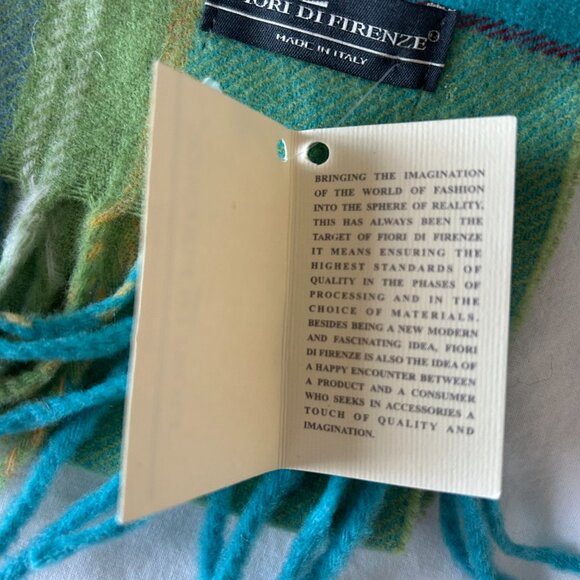 FIORI DI FIRENZE®
MADE IN ITALY
BRINGING THE IMAGINATION
OF THE WORLD OF FASHION
INTO THE SPHERE OF REALITY,
THIS HAS ALWAYS BEEN THE
TARGET OF FIORI DI FIRENZE
IT MEANS ENSURING THE
HIGHEST STANDARDS OF
QUALITY IN THE PHASES OF
PROCESSING AND IN THE
CHOICE OF MATERIALS.
BESIDES BEING A NEW MODERN
AND FASCINATING IDEA, FIORI
DI FIRENZE IS ALSO THE IDEA OF
A HAPPY ENCOUNTER BETWEEN
A PRODUCT AND A CONSUMER
WHO SEEKS IN ACCESSORIES A
TOUCH OF QUALITY AND
IMAGINATION.